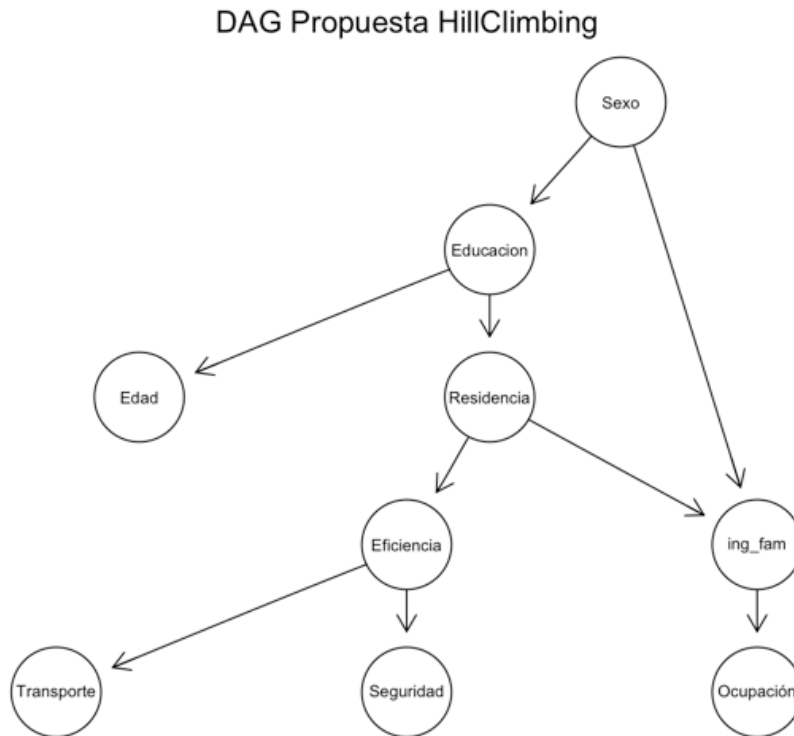 DAG Propuesta HillClimbing
Sexo
Educacion
Edad
Residencia
Eficiencia
ing_fam
Transporte
Seguridad
Ocupación